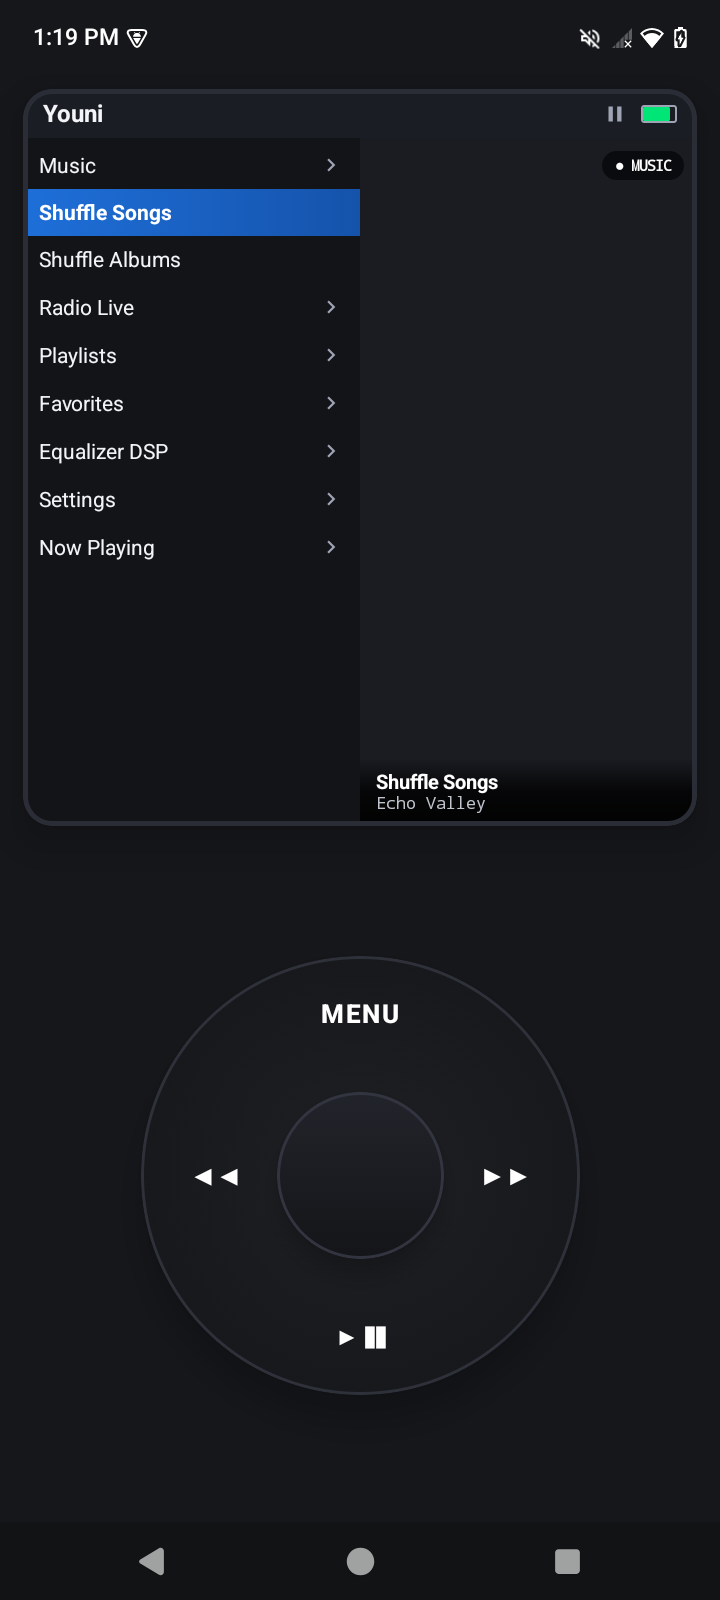 1:19 PM
Youni
Music
● MUSIC
Shuffle Songs
Shuffle Albums
Radio Live
Playlists
Favorites
Equalizer DSP
Settings
Now Playing
Shuffle Songs
Echo Valley
MENU